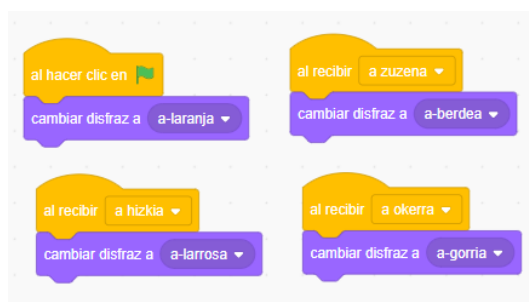 al hacer clic en
cambiar disfraz a a-laranja
al recibir a zuzena
cambiar disfraz a a-berdea
al recibir a hizkia
cambiar disfraz a a-larrosa
al recibir a okerra
cambiar disfraz a a-gorria